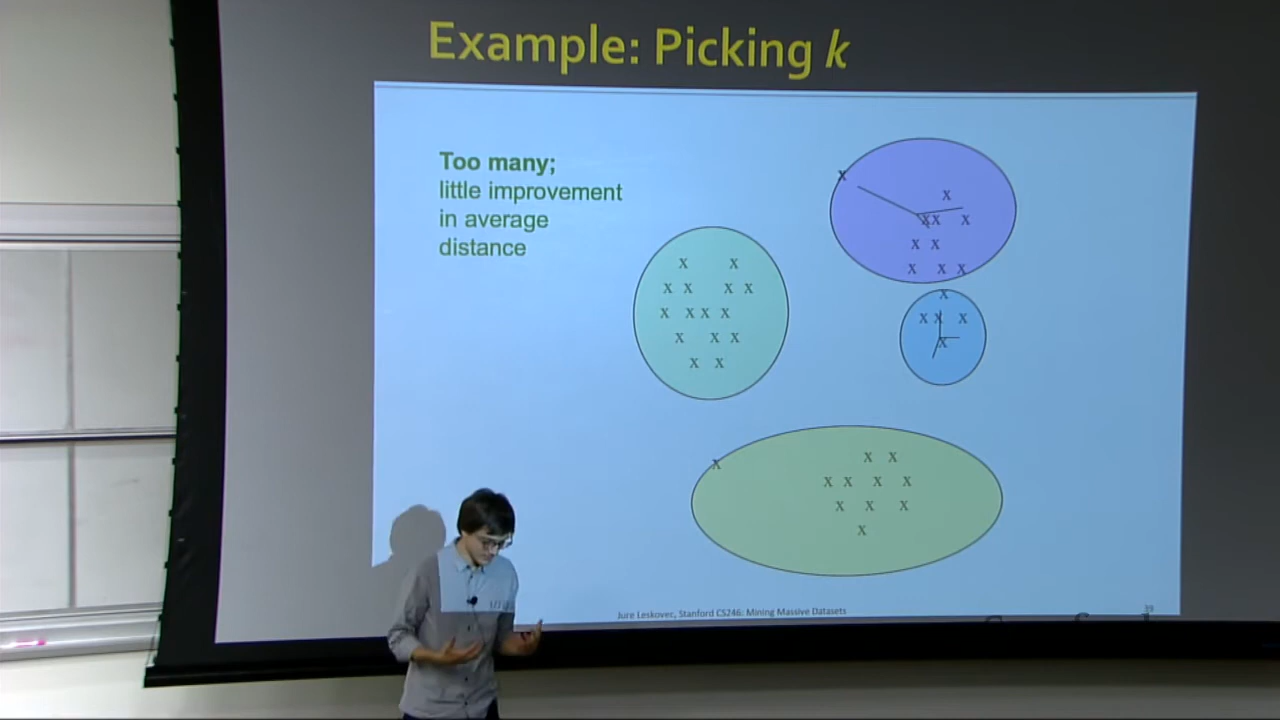 Example: Picking k
Too many;
little improvement
in average
distance
x
x
x x x
x x
x x x
x x
x x x x
x x x x
x x x
x x
x
x x x
x
x x
x
x x x x
x x x
x
Jure Leskovec, Stanford CS246: Mining Massive Datasets